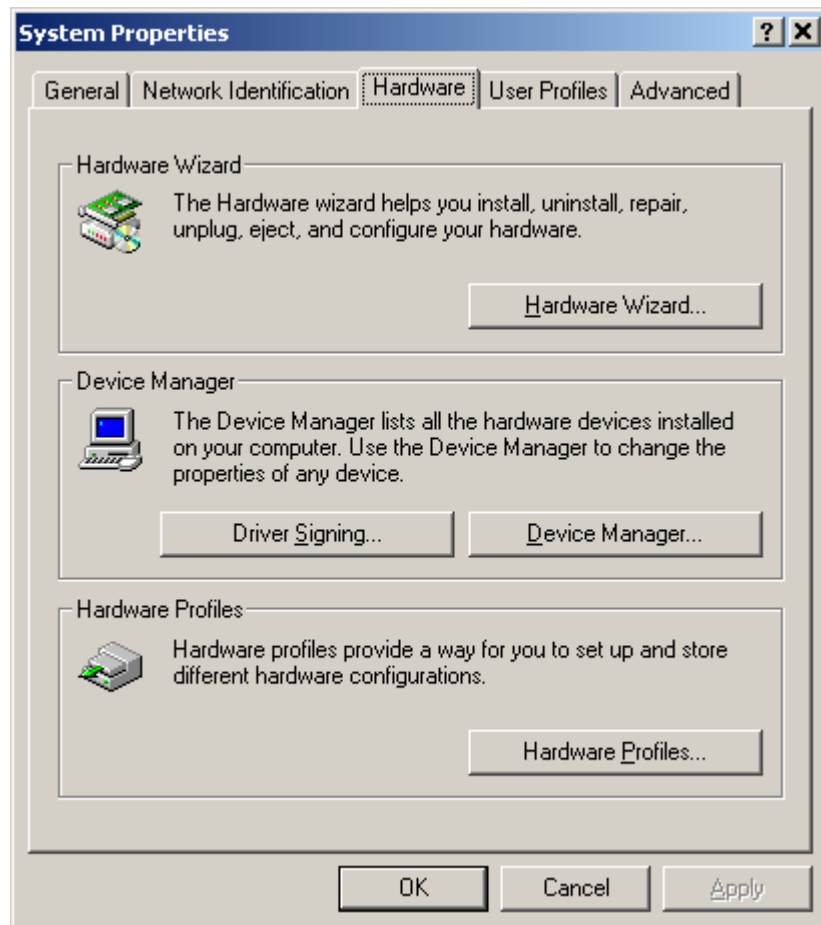 System Properties
General
Network Identification
Hardware
User Profiles
Advanced
Hardware Wizard
The Hardware wizard helps you install, uninstall, repair,
unplug, eject, and configure your hardware.
Hardware Wizard...
Device Manager
The Device Manager lists all the hardware devices installed
on your computer. Use the Device Manager to change the
properties of any device.
Driver Signing...
Device Manager...
Hardware Profiles
Hardware profiles provide a way for you to set up and store
different hardware configurations.
Hardware Profiles...
OK
Cancel
Apply